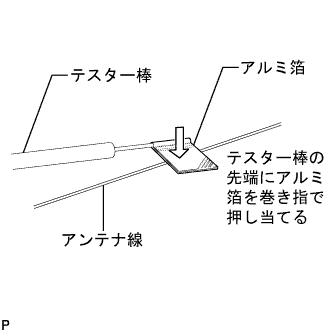 テスター棒
アルミ箔
テスター棒の
先端にアルミ
箔を巻き指で
押し当てる
アンテナ線
P